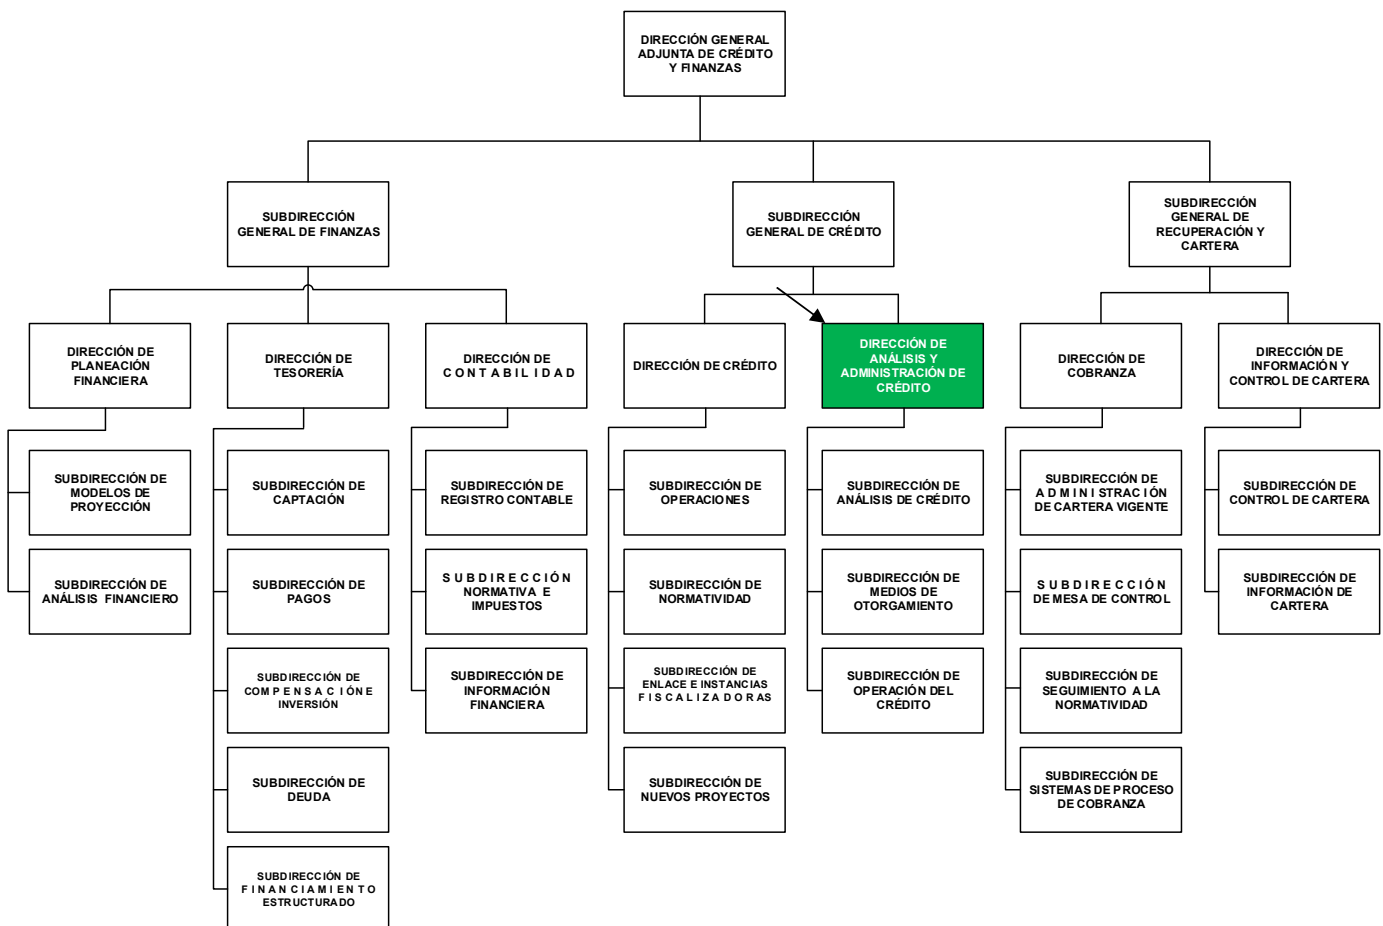 DIRECCIÓN GENERAL
ADJUNTA DE CRÉDITO
Y FINANZAS
SUBDIRECCIÓN
GENERAL DE FINANZAS
SUBDIRECCIÓN
GENERAL DE CRÉDITO
SUBDIRECCIÓN
GENERAL DE
RECUPERACIÓN Y
CARTERA
DIRECCIÓN DE
PLANEACIÓN
FINANCIERA
DIRECCIÓN DE
TESORERÍA
DIRECCIÓN DE
CONTABILIDAD
DIRECCIÓN DE CRÉDITO
DIRECCIÓN DE
ANÁLISIS Y
ADMINISTRACIÓN DE
CRÉDITO
DIRECCIÓN DE
COBRANZA
DIRECCIÓN DE
INFORMACIÓN Y
CONTROL DE CARTERA
SUBDIRECCIÓN DE
MODELOS DE
PROYECCIÓN
SUBDIRECCIÓN DE
CAPTACIÓN
SUBDIRECCIÓN DE
REGISTRO CONTABLE
SUBDIRECCIÓN DE
OPERACIONES
SUBDIRECCIÓN DE
ANÁLISIS DE CRÉDITO
SUBDIRECCIÓN DE
ADMINISTRACIÓN
DE CARTERA VIGENTE
SUBDIRECCIÓN DE
CONTROL DE CARTERA
SUBDIRECCIÓN DE
ANÁLISIS FINANCIERO
SUBDIRECCIÓN DE
PAGOS
SUBDIRECCIÓN
NORMATIVA E
IMPUESTOS
SUBDIRECCIÓN DE
NORMATIVIDAD
SUBDIRECCIÓN DE
MEDIOS DE
OTORGAMIENTO
SUBDIRECCIÓN
DE MESA DE CONTROL
SUBDIRECCIÓN DE
INFORMACIÓN DE
CARTERA
SUBDIRECCIÓN DE
COMPENSACIÓN E
INVERSIÓN
SUBDIRECCIÓN DE
INFORMACIÓN
FINANCIERA
SUBDIRECCIÓN DE
ENLACE E INSTANCIAS
FISCALIZADORAS
SUBDIRECCIÓN DE
OPERACIÓN DEL
CRÉDITO
SUBDIRECCIÓN DE
SEGUIMIENTO A LA
NORMATIVIDAD
SUBDIRECCIÓN DE
DEUDA
SUBDIRECCIÓN DE
NUEVOS PROYECTOS
SUBDIRECCIÓN DE
SISTEMAS DE PROCESO
DE COBRANZA
SUBDIRECCIÓN DE
FINANCIAMIENTO
ESTRUCTURADO